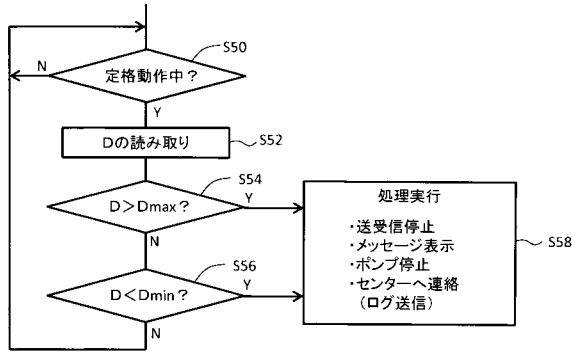 S50
N
定格動作中？
Y
Dの読み取り
S52
S54
D＞Dmax？
Y
N
S56
D＜Dmin？
Y
N
処理実行
・送受信停止
・メッセージ表示
・ポンプ停止
・センターへ連絡
（ログ送信）
S58